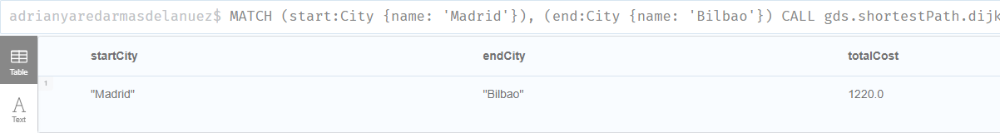 adrianyaredarmasdelanuez$ MATCH (start:City {name: 'Madrid'}), (end:City {name: 'Bilbao'}) CALL gds.shortestPath.dijk
startCity endCity totalCost
Table
1
"Madrid" "Bilbao" 1220.0
A
Text